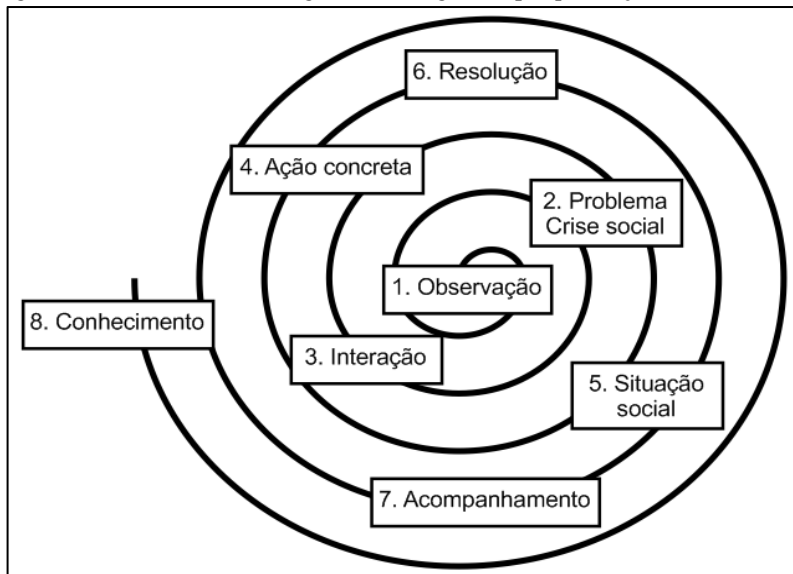 1. Observação
2. Problema
Crise social
3. Interação
4. Ação concreta
5. Situação
social
6. Resolução
7. Acompanhamento
8. Conhecimento